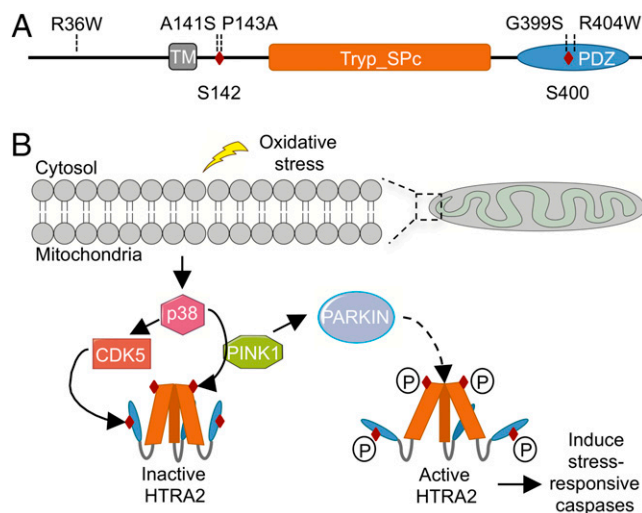 A
R36W
A141S P143A
G399S
R404W
TM
Tryp_SPc
PDZ
S142
S400
B
Oxidative
stress
Cytosol
Mitochondria
p38
CDK5
PINK1
PARKIN
P
P
P
P
Inactive
HTRA2
Active
HTRA2
Induce
stress-
responsive
caspases